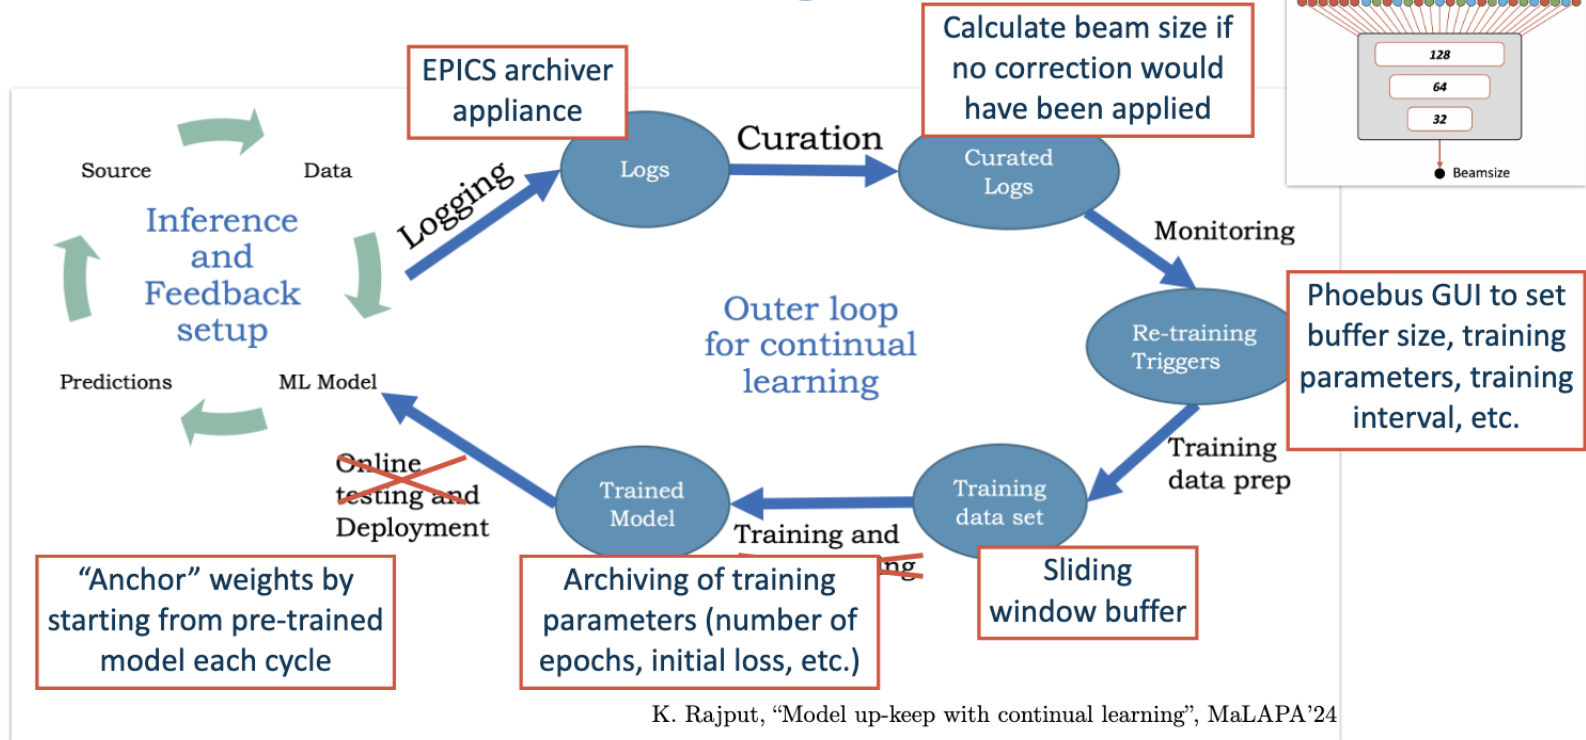 Calculate beam size if
no correction would
have been applied
EPICS archiver
appliance
128
64
32
Beamsize
Curation
Logging
Logs
Curated
Logs
Source
Data
Inference
and
Feedback
setup
Predictions
ML Model
Monitoring
Outer loop
for continual
learning
Re-training
Triggers
Phoebus GUI to set
buffer size, training
parameters, training
interval, etc.
Training
data prep
Online
testing and
Deployment
Trained
Model
Training and
ng
Training
data set
Sliding
window buffer
"Anchor" weights by
starting from pre-trained
model each cycle
Archiving of training
parameters (number of
epochs, initial loss, etc.)
K. Rajput, "Model up-keep with continual learning", MaLAPA'24